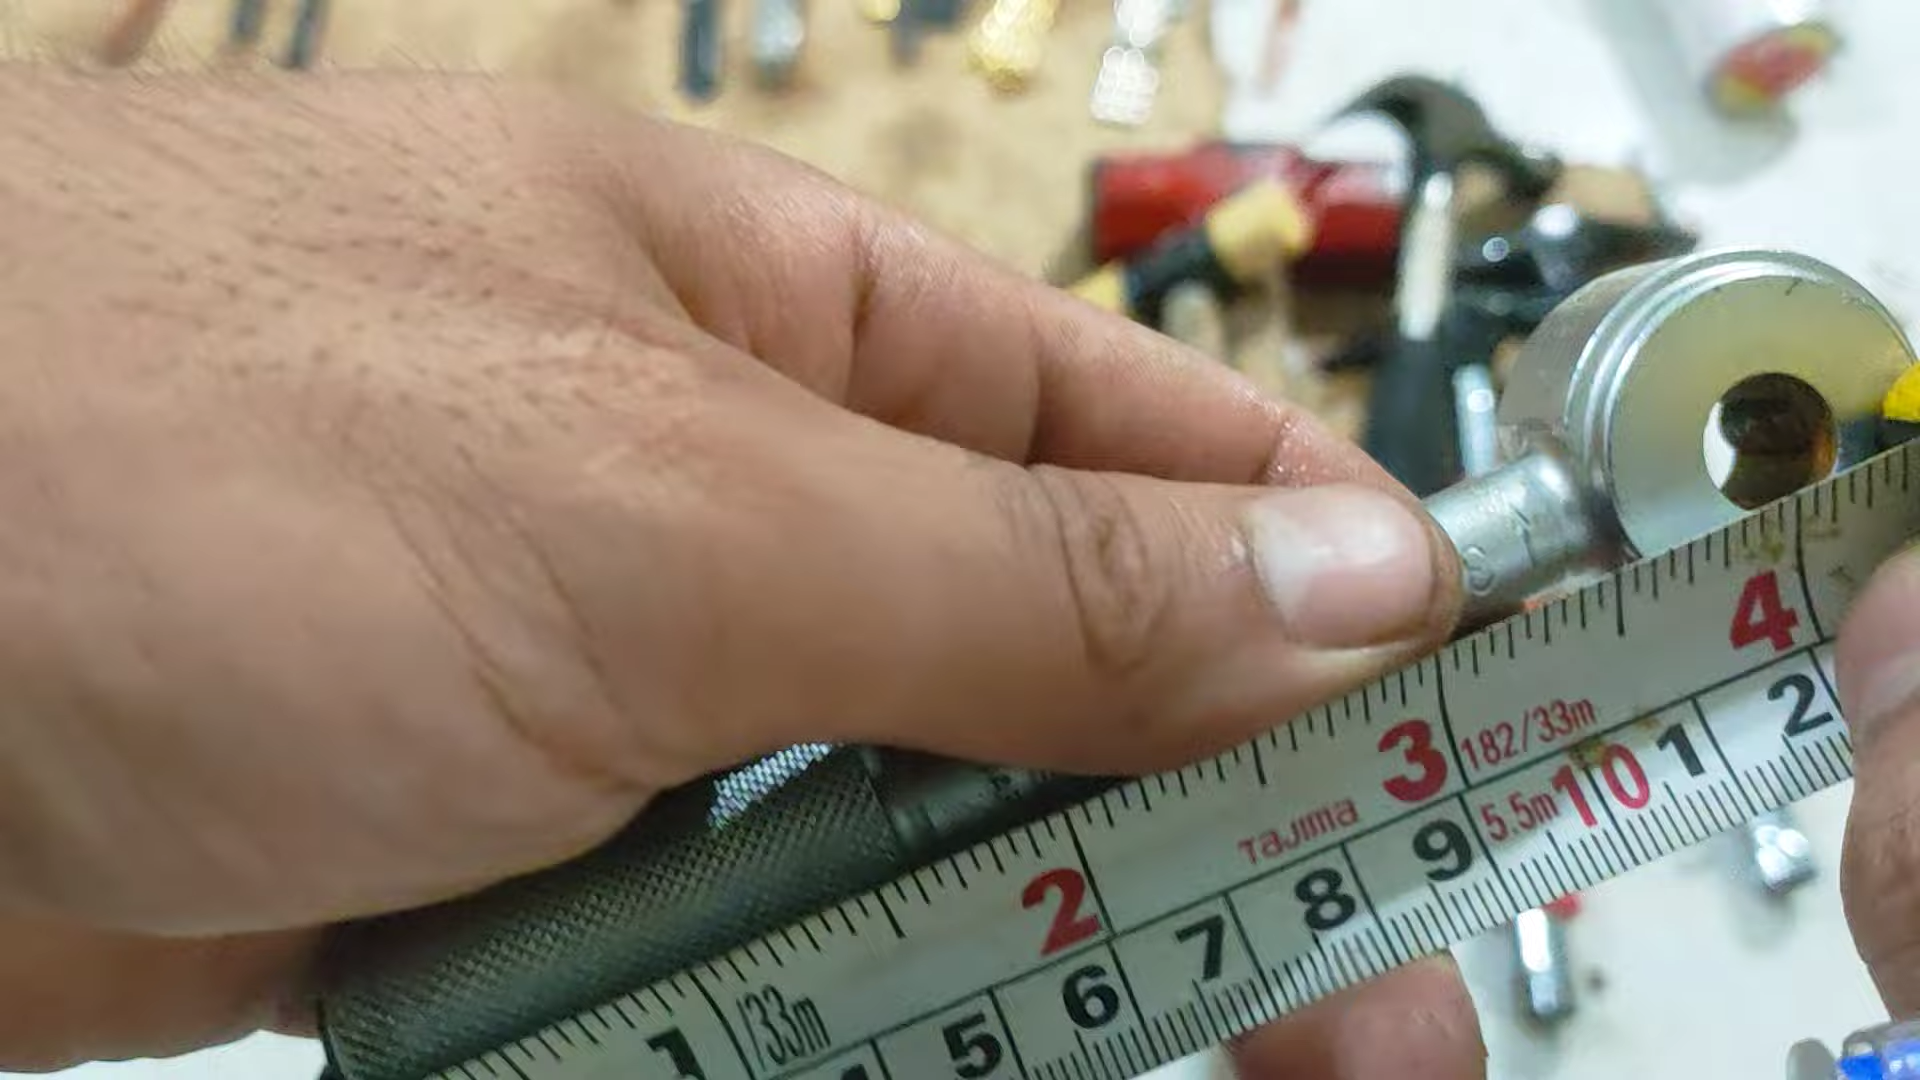 1 /33m 2 Tajima 3 182/33m 4
5 6 7 8 9 5.5m 10 1 2